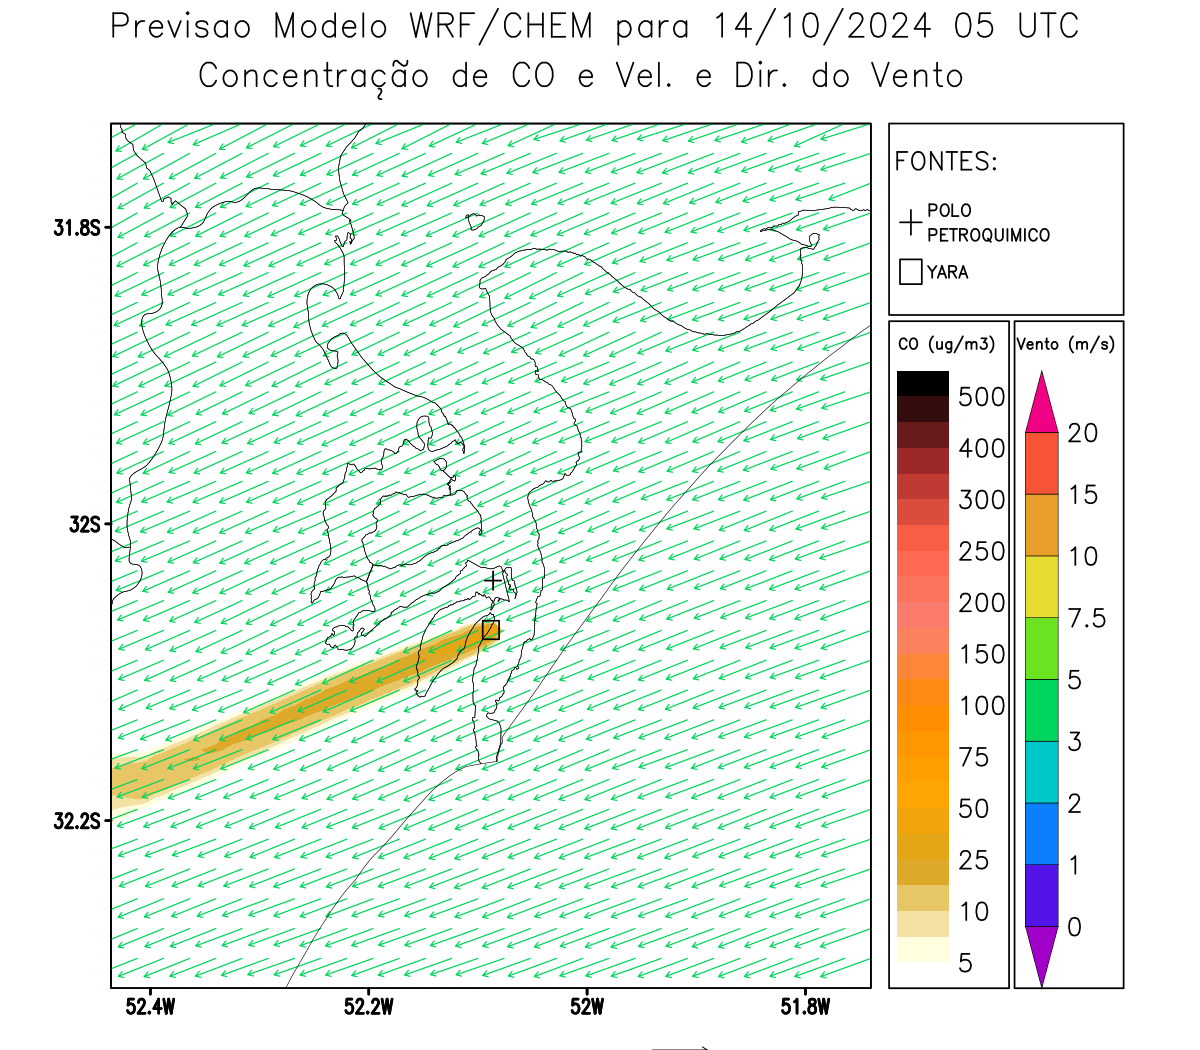 Previsao Modelo WRF/CHEM para 14/10/2024 05 UTC
Concentração de CO e Vel. e Dir. do Vento
FONTES:
POLO
PETROQUIMICO
YARA
CO (ug/m3)
500
400
300
250
200
150
100
75
50
25
10
5
Vento (m/s)
20
15
10
7.5
5
3
2
1
0
31.8S
32S
32.2S
52.4W
52.2W
52W
51.8W